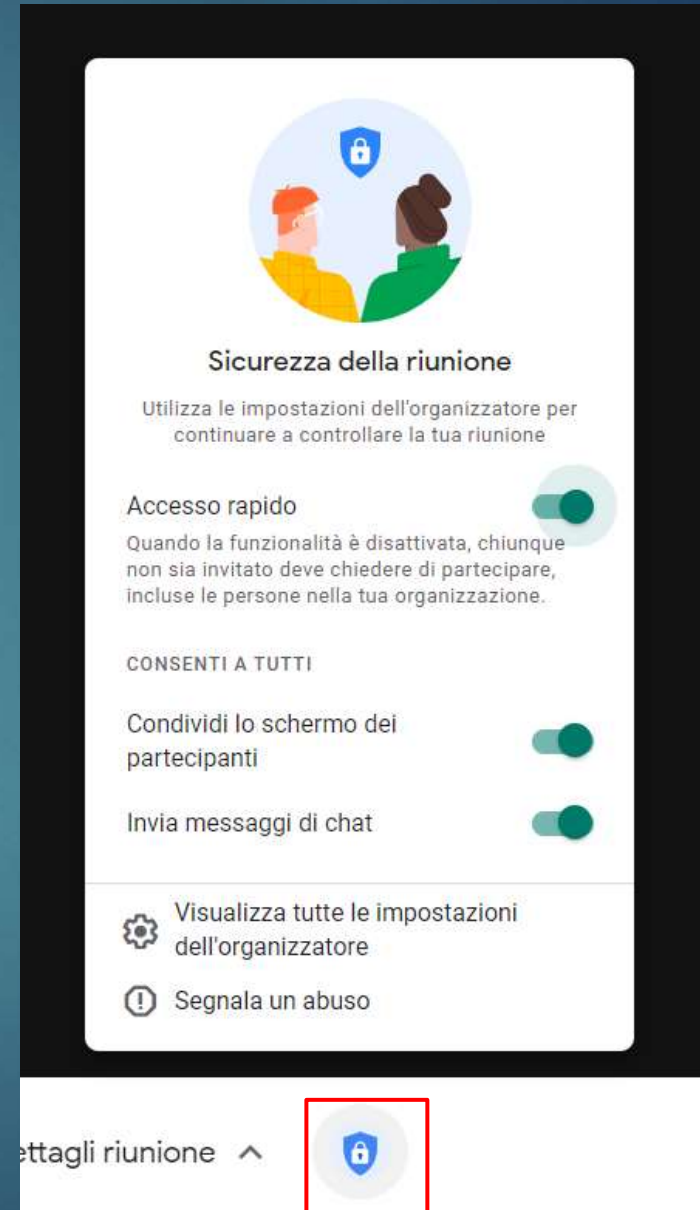 Sicurezza della riunione
Utilizza le impostazioni dell'organizzatore per
continuare a controllare la tua riunione
Accesso rapido
Quando la funzionalità è disattivata, chiunque
non sia invitato deve chiedere di partecipare,
incluse le persone nella tua organizzazione.
CONSENTI A TUTTI
Condividi lo schermo dei
partecipanti
Invia messaggi di chat
Visualizza tutte le impostazioni
dell'organizzatore
Segnala un abuso
ettagli riunione